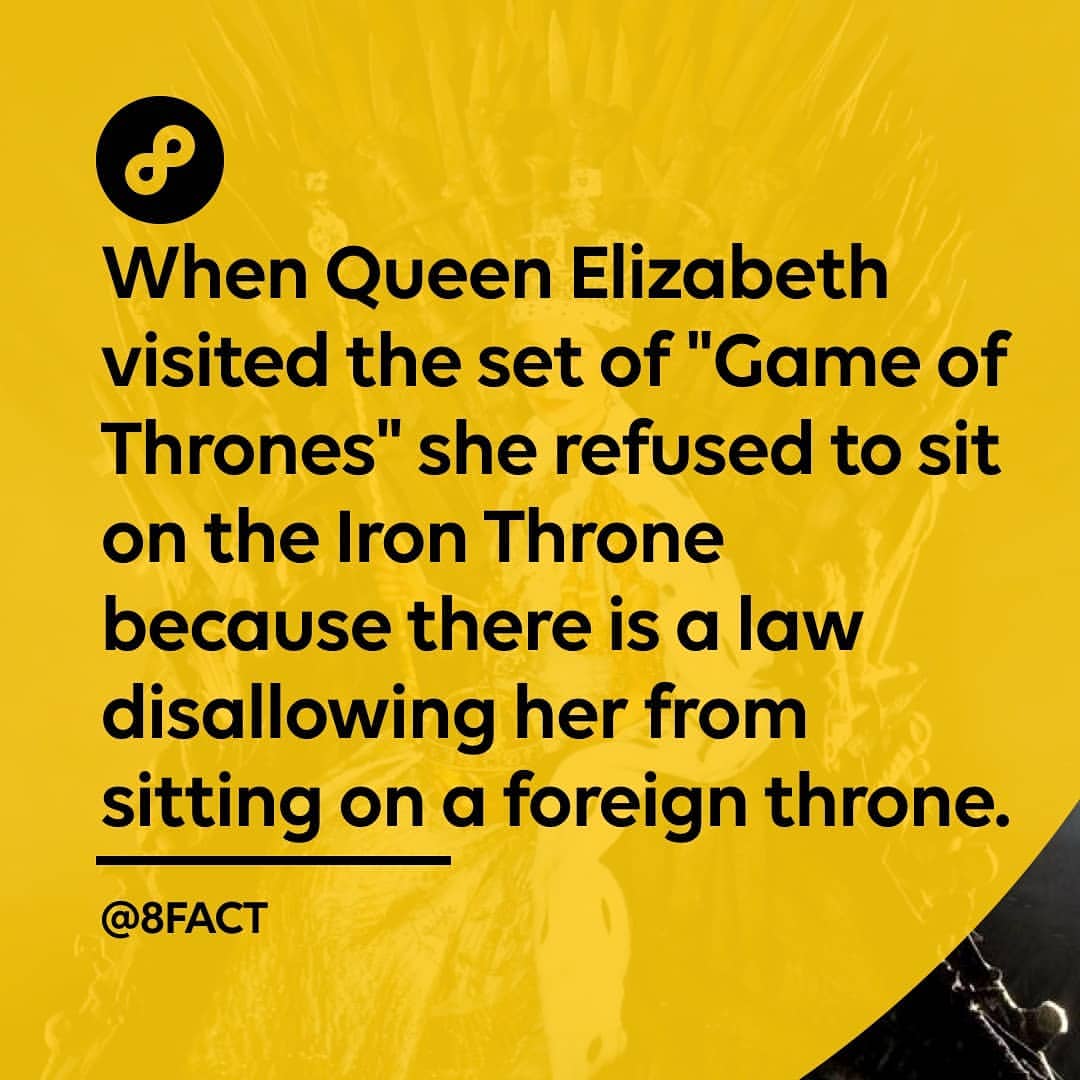 When Queen Elizabeth
visited the set of "Game of
Thrones" she refused to sit
on the Iron Throne
because there is a law
disallowing her from
sitting on a foreign throne.
@8FACT